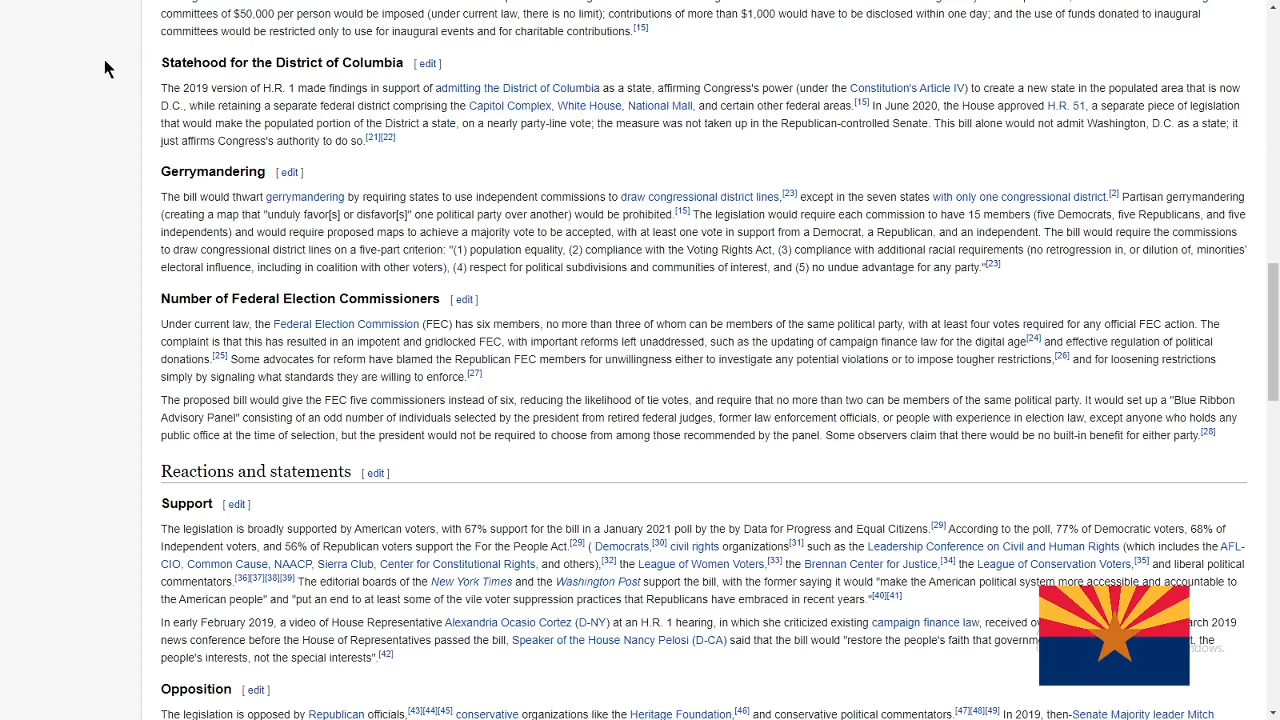 committees of $50,000 per person would be imposed (under current law, there is no limit); contributions of more than $1,000 would have to be disclosed within one day; and the use of funds donated to inaugural
committees would be restricted only to use for inaugural events and for charitable contributions.[15]
Statehood for the District of Columbia [ edit ]
The 2019 version of H.R. 1 made findings in support of admitting the District of Columbia as a state, affirming Congress's power (under the Constitution's Article IV) to create a new state in the populated area that is now
D.C., while retaining a separate federal district comprising the Capitol Complex, White House, National Mall, and certain other federal areas.[15] In June 2020, the House approved H.R. 51, a separate piece of legislation
that would make the populated portion of the District a state, on a nearly party-line vote; the measure was not taken up in the Republican-controlled Senate. This bill alone would not admit Washington, D.C. as a state; it
just affirms Congress's authority to do so.[21][22]
Gerrymandering [ edit ]
The bill would thwart gerrymandering by requiring states to use independent commissions to draw congressional district lines,[23] except in the seven states with only one congressional district.[2] Partisan gerrymandering
(creating a map that "unduly favor[s] or disfavor[s]" one political party over another) would be prohibited.[15] The legislation would require each commission to have 15 members (five Democrats, five Republicans, and five
independents) and would require proposed maps to achieve a majority vote to be accepted, with at least one vote in support from a Democrat, a Republican, and an independent. The bill would require the commissions
to draw congressional district lines on a five-part criterion: "(1) population equality, (2) compliance with the Voting Rights Act, (3) compliance with additional racial requirements (no retrogression in, or dilution of, minorities'
electoral influence, including in coalition with other voters), (4) respect for political subdivisions and communities of interest, and (5) no undue advantage for any party."[23]
Number of Federal Election Commissioners [ edit ]
Under current law, the Federal Election Commission (FEC) has six members, no more than three of whom can be members of the same political party, with at least four votes required for any official FEC action. The
complaint is that this has resulted in an impotent and gridlocked FEC, with important reforms left unaddressed, such as the updating of campaign finance law for the digital age[24] and effective regulation of political
donations.[25] Some advocates for reform have blamed the Republican FEC members for unwillingness either to investigate any potential violations or to impose tougher restrictions,[26] and for loosening restrictions
simply by signaling what standards they are willing to enforce.[27]
The proposed bill would give the FEC five commissioners instead of six, reducing the likelihood of tie votes, and require that no more than two can be members of the same political party. It would set up a "Blue Ribbon
Advisory Panel" consisting of an odd number of individuals selected by the president from retired federal judges, former law enforcement officials, or people with experience in election law, except anyone who holds any
public office at the time of selection, but the president would not be required to choose from among those recommended by the panel. Some observers claim that there would be no built-in benefit for either party.[28]
Reactions and statements [ edit ]
Support [ edit ]
The legislation is broadly supported by American voters, with 67% support for the bill in a January 2021 poll by the by Data for Progress and Equal Citizens.[29] According to the poll, 77% of Democratic voters, 68% of
Independent voters, and 56% of Republican voters support the For the People Act.[29] ( Democrats,[30] civil rights organizations[31] such as the Leadership Conference on Civil and Human Rights (which includes the AFL-
CIO, Common Cause, NAACP, Sierra Club, Center for Constitutional Rights, and others),[32] the League of Women Voters,[33] the Brennan Center for Justice,[34] the League of Conservation Voters,[35] and liberal political
commentators.[36][37][38][39] The editorial boards of the New York Times and the Washington Post support the bill, with the former saying it would "make the American political system more accessible and accountable to
the American people" and "put an end to at least some of the vile voter suppression practices that Republicans have embraced in recent years."[40][41]
In early February 2019, a video of House Representative Alexandria Ocasio Cortez (D-NY) at an H.R. 1 hearing, in which she criticized existing campaign finance law, received 2019
news conference before the House of Representatives passed the bill, Speaker of the House Nancy Pelosi (D-CA) said that the bill would "restore the people's faith that the
people's interests, not the special interests".[42]
Opposition [ edit ]
The legislation is opposed by Republican officials,[43][44][45] conservative organizations like the Heritage Foundation,[46] and conservative political commentators.[47][48][49] In 2019, then-Senate Majority leader Mitch